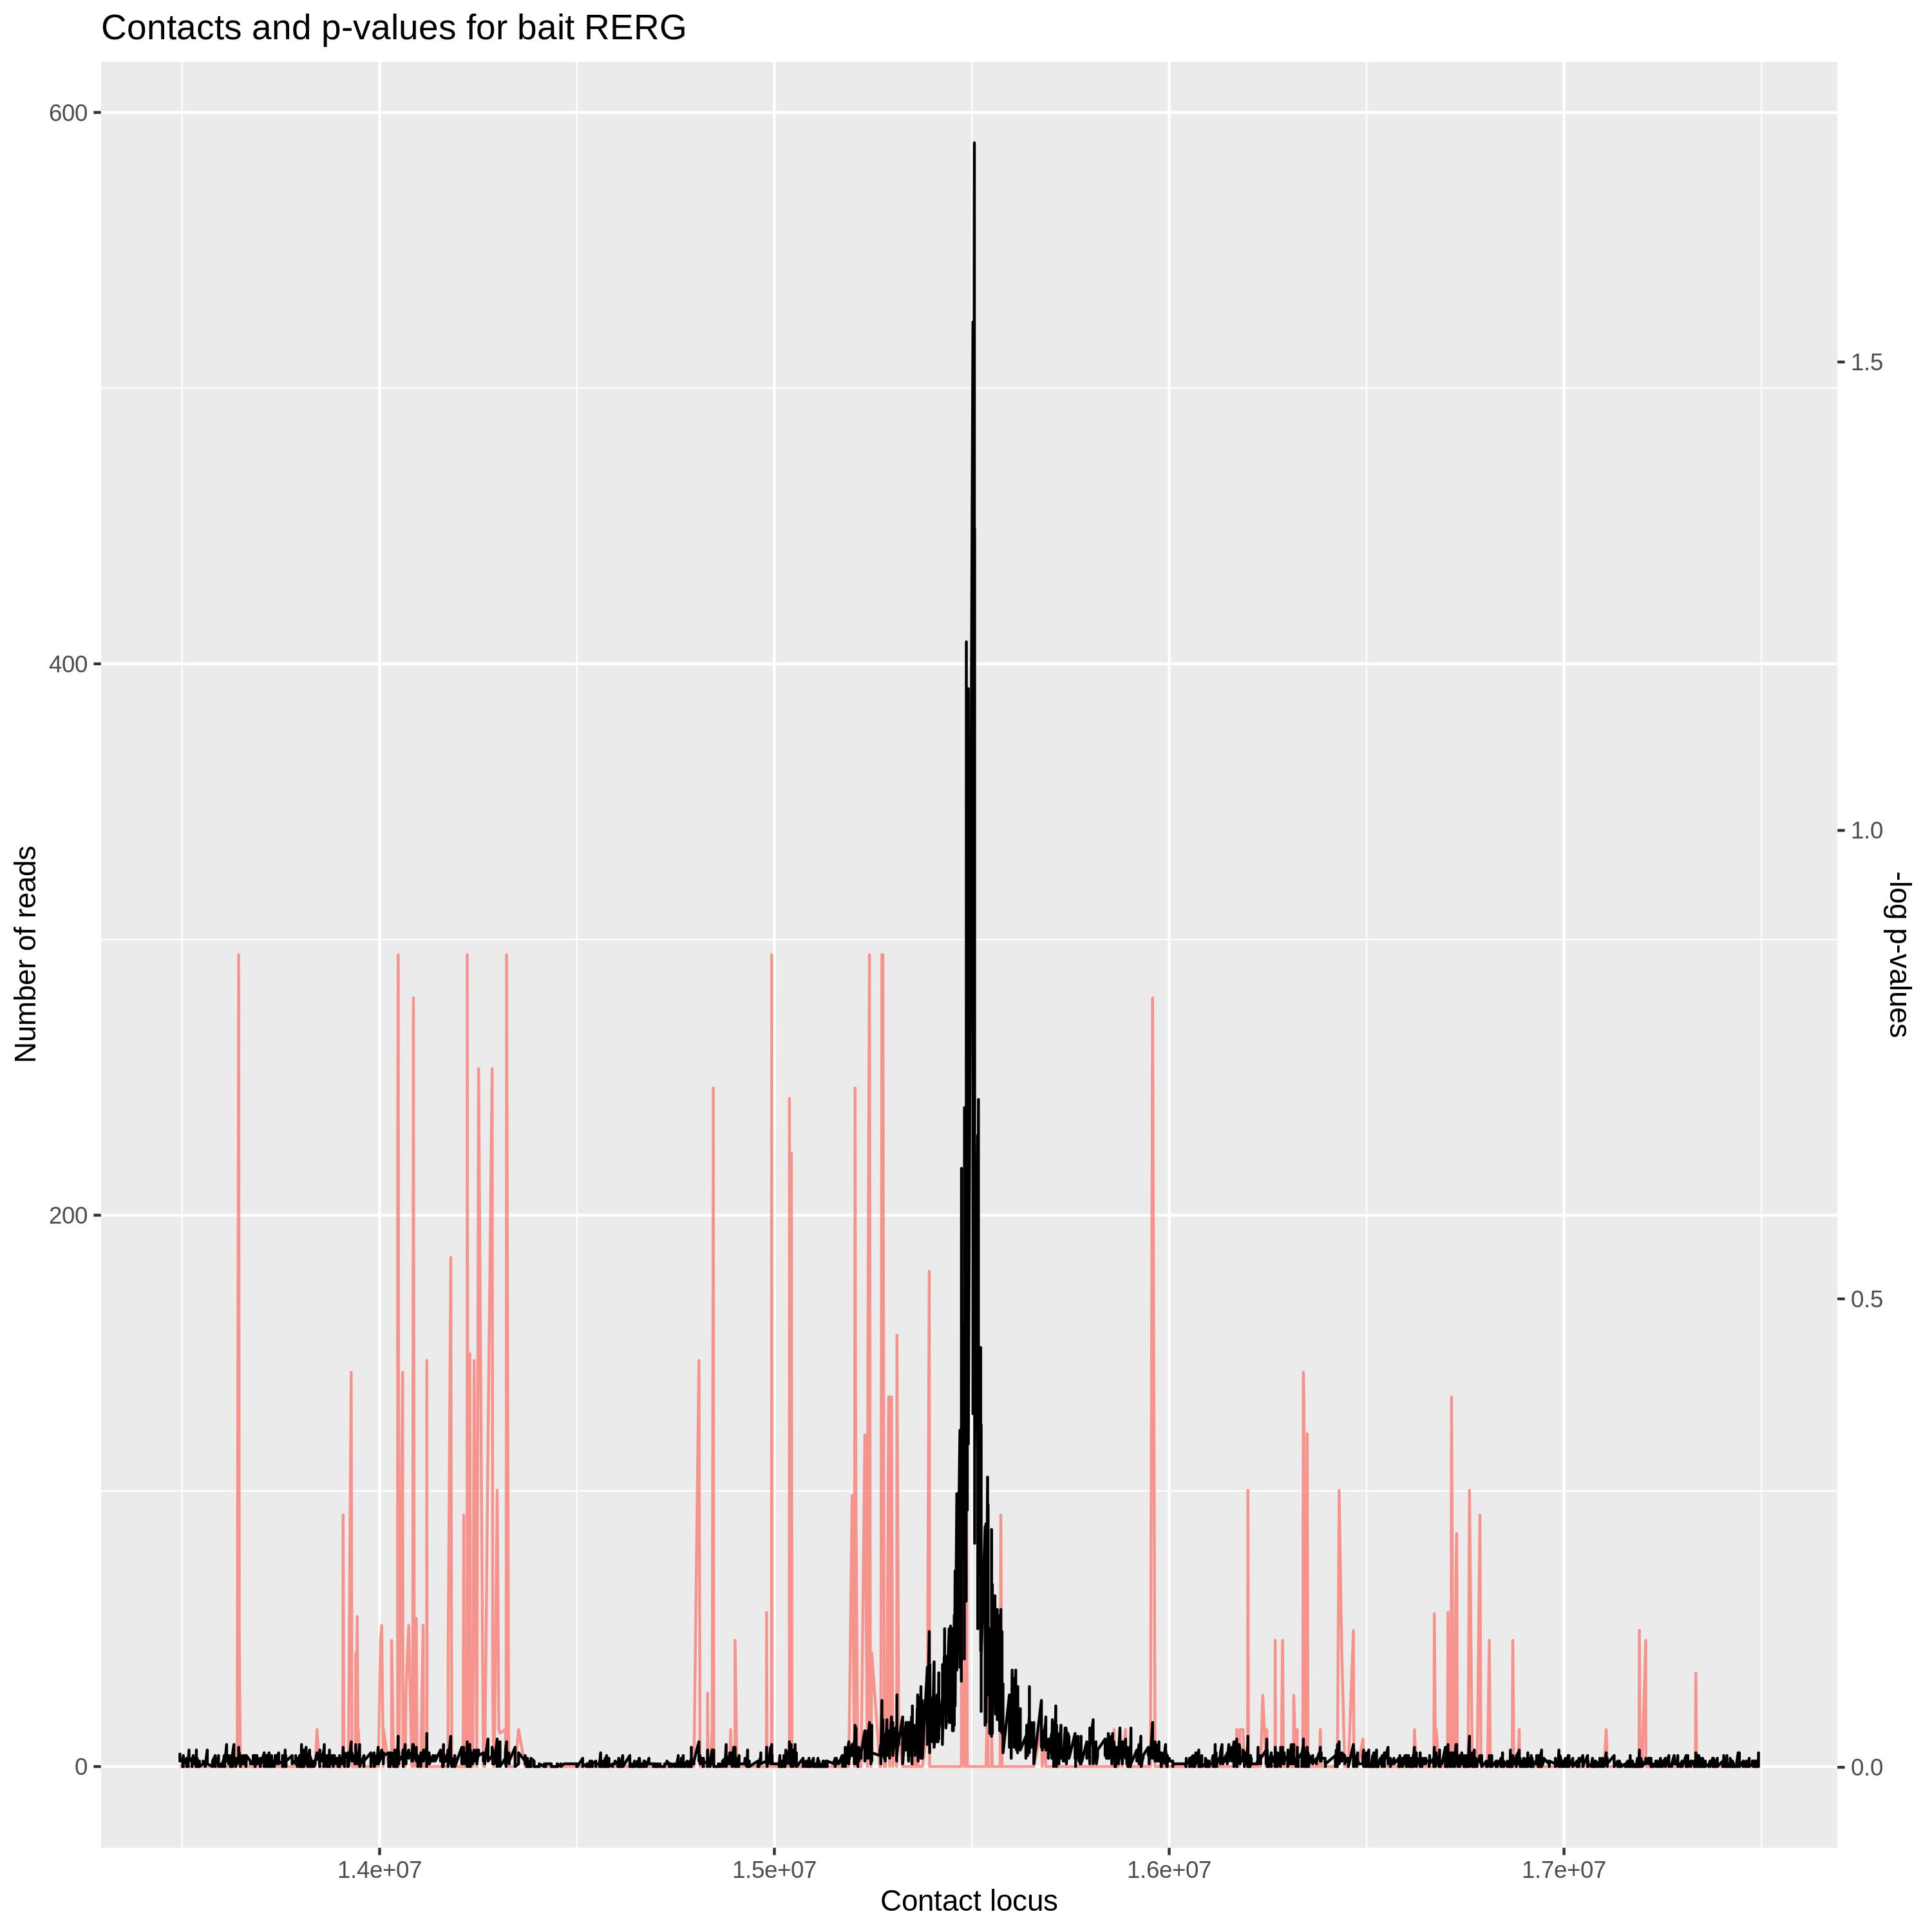 Contacts and p-values for bait RERG
600
400
200
0
Number of reads
1.5
1.0
0.5
0.0
-log p-values
1.4e+07
1.5e+07
1.6e+07
1.7e+07
Contact locus